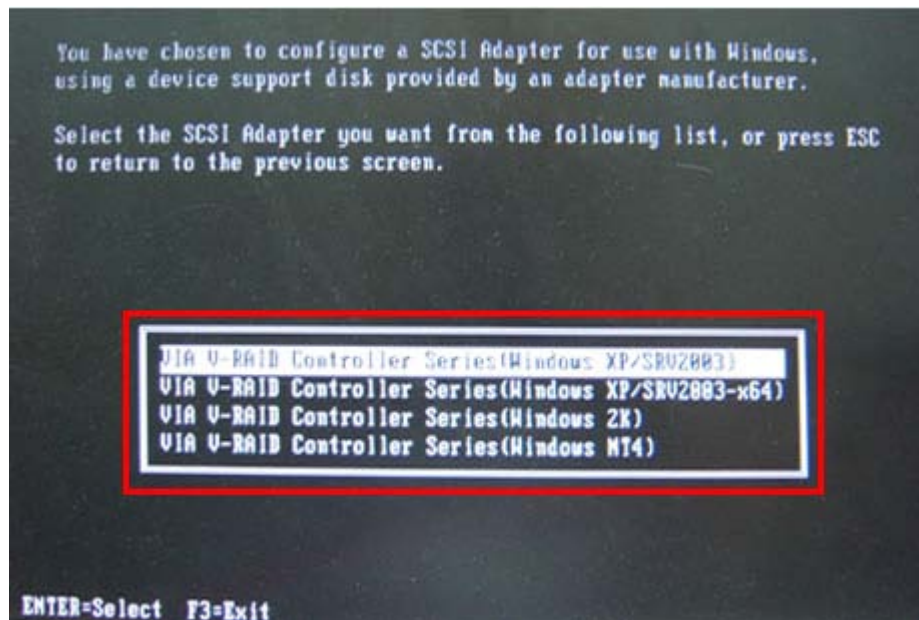 You have chosen to configure a SCSI Adapter for use with Windows,
using a device support disk provided by an adapter manufacturer.
Select the SCSI Adapter you want from the following list, or press ESC
to return to the previous screen.
VIA V-RAID Controller Series(Windows XP/SRV2003)
VIA V-RAID Controller Series(Windows XP/SRV2003-x64)
VIA V-RAID Controller Series(Windows 2K)
VIA V-RAID Controller Series(Windows NT4)
ENTER=Select F3=Exit